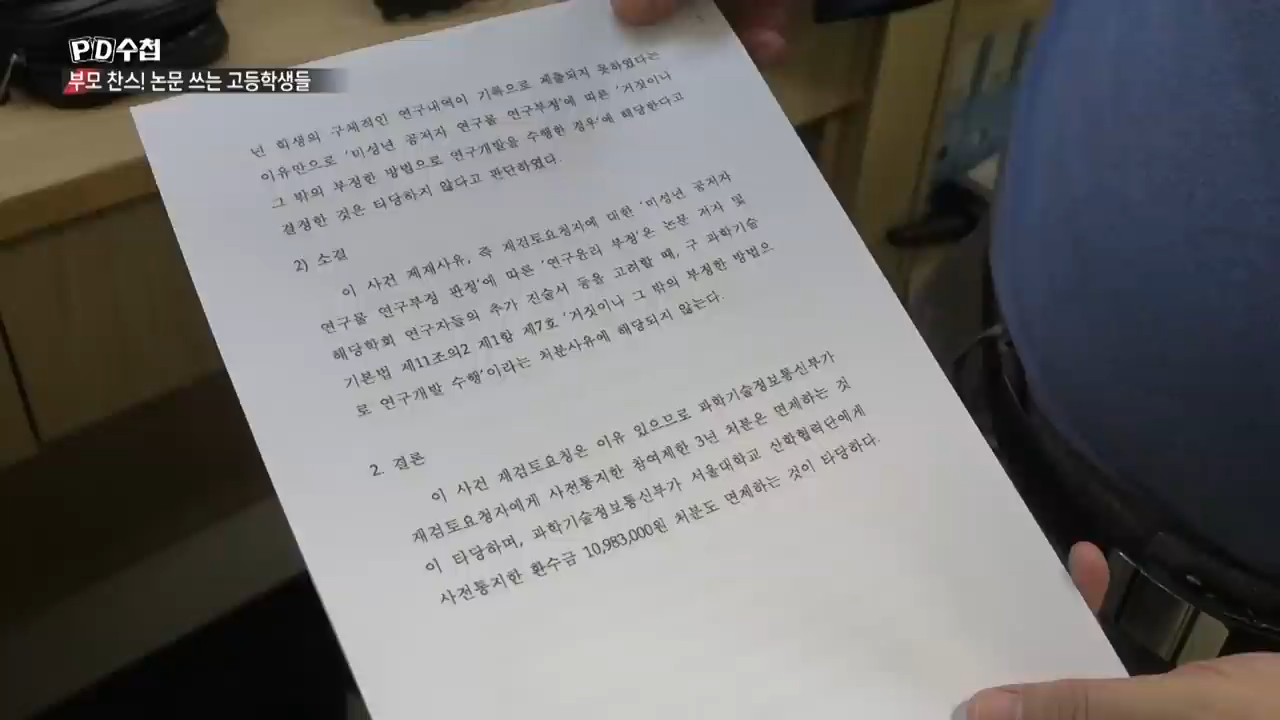 PD수첩
부모 찬스! 논문 쓰는 고등학생들
넌 학생의 구체적인 연구내역이 기록으로 제출되지 못하였다는
이유만으로 '미성년 공저자 연구물 연구부정'에 따른 '거짓이나
그 밖의 부정한 방법으로 연구개발을 수행한 경우'에 해당한다고
결정한 것은 타당하지 않다고 판단하였다.
2) 소결
이 사건 제재사유, 즉 재검토요청자에 대한 '미성년 공저자
연구물 연구부정 판정'에 따른 '연구윤리 부정'은 논문 저자 및
해당학회 연구자들의 추가 진술서 등을 고려할 때, 구 과학기술
기본법 제11조의2 제1항 제7호 '거짓이나 그 밖의 부정한 방법으
로 연구개발 수행'이라는 처분사유에 해당되지 않는다.
2. 결론
이 사건 재검토요청은 이유 있으므로 과학기술정보통신부가
재검토요청자에게 사전통지한 참여제한 3년 처분은 면제하는 것
이 타당하며, 과학기술정보통신부가 서울대학교 산학협력단에게
사전통지한 환수금 10,983,000원 처분도 면제하는 것이 타당하다.